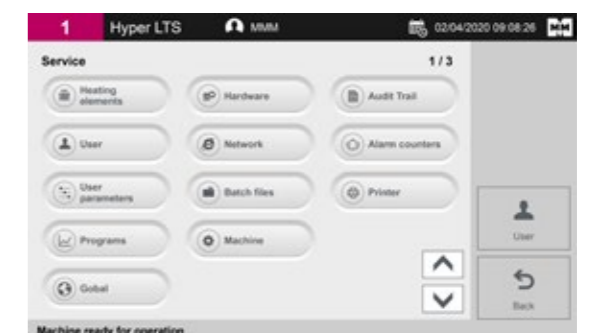 1 Hyper LTS MMM 02/04/2020 09:08:26 MM
Service 1 / 3
Heating
elements
Hardware
Audit Trail
User
Network
Alarm counters
User
parameters
Batch files
Printer
Programs
Machine
Gobal
User
Back
Machine ready for operation